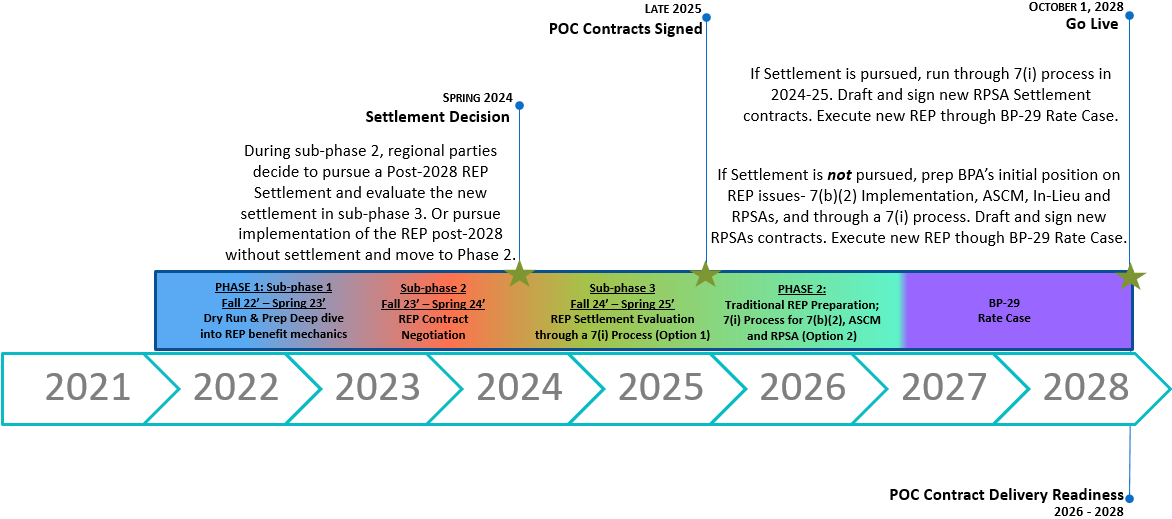 LATE 2025
POC Contracts Signed
OCTOBER 1, 2028
Go Live
If Settlement is pursued, run through 7(i) process in
2024-25. Draft and sign new RPSA Settlement
contracts. Execute new REP through BP-29 Rate Case.
SPRING 2024
Settlement Decision
During sub-phase 2, regional parties
decide to pursue a Post-2028 REP
Settlement and evaluate the new
settlement in sub-phase 3. Or pursue
implementation of the REP post-2028
without settlement and move to Phase 2.
If Settlement is not pursued, prep BPA’s initial position on
REP issues- 7(b)(2) Implementation, ASCM, In-Lieu and
RPSAs, and through a 7(i) process. Draft and sign new
RPSAs contracts. Execute new REP though BP-29 Rate Case.
PHASE 1: Sub-phase 1
Fall 22’ – Spring 23’
Dry Run & Prep Deep dive
into REP benefit mechanics
Sub-phase 2
Fall 23’ – Spring 24’
REP Contract
Negotiation
Sub-phase 3
Fall 24’ – Spring 25’
REP Settlement Evaluation
through a 7(i) Process (Option 1)
PHASE 2:
Traditional REP Preparation;
7(i) Process for 7(b)(2), ASCM
and RPSA (Option 2)
BP-29
Rate Case
2021
2022
2023
2024
2025
2026
2027
2028
POC Contract Delivery Readiness
2026 - 2028